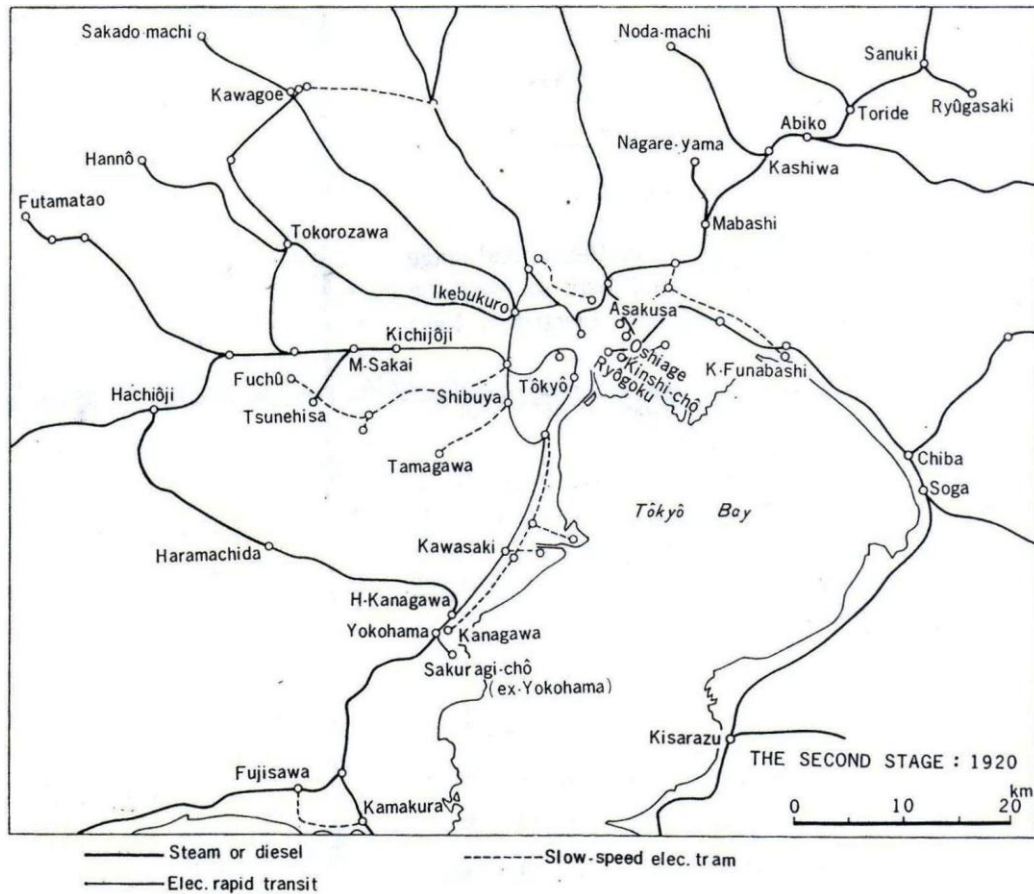 Sakado-machi
Noda-machi
Sanuki
Kawagoe
Ryûgasaki
Toride
Abiko
Nagare-yama
Hannô
Kashiwa
Futamatao
Mabashi
Tokorozawa
Ikebukuro
Asakusa
Kichijôji
Oshiage
M-Sakai
K-Funabashi
Fuchû
Kinshi-chô
Tôkyô
Ryôgoku
Hachiôji
Shibuya
Tsunehisa
Chiba
Tamagawa
Soga
Tôkyô Bay
Kawasaki
Haramachida
H-Kanagawa
Yokohama
Kanagawa
Sakuragi-chô
(ex-Yokohama)
Kisarazu
THE SECOND STAGE : 1920
Fujisawa
Kamakura
km
0 10 20
Steam or diesel
Slow-speed elec. tram
Elec. rapid transit